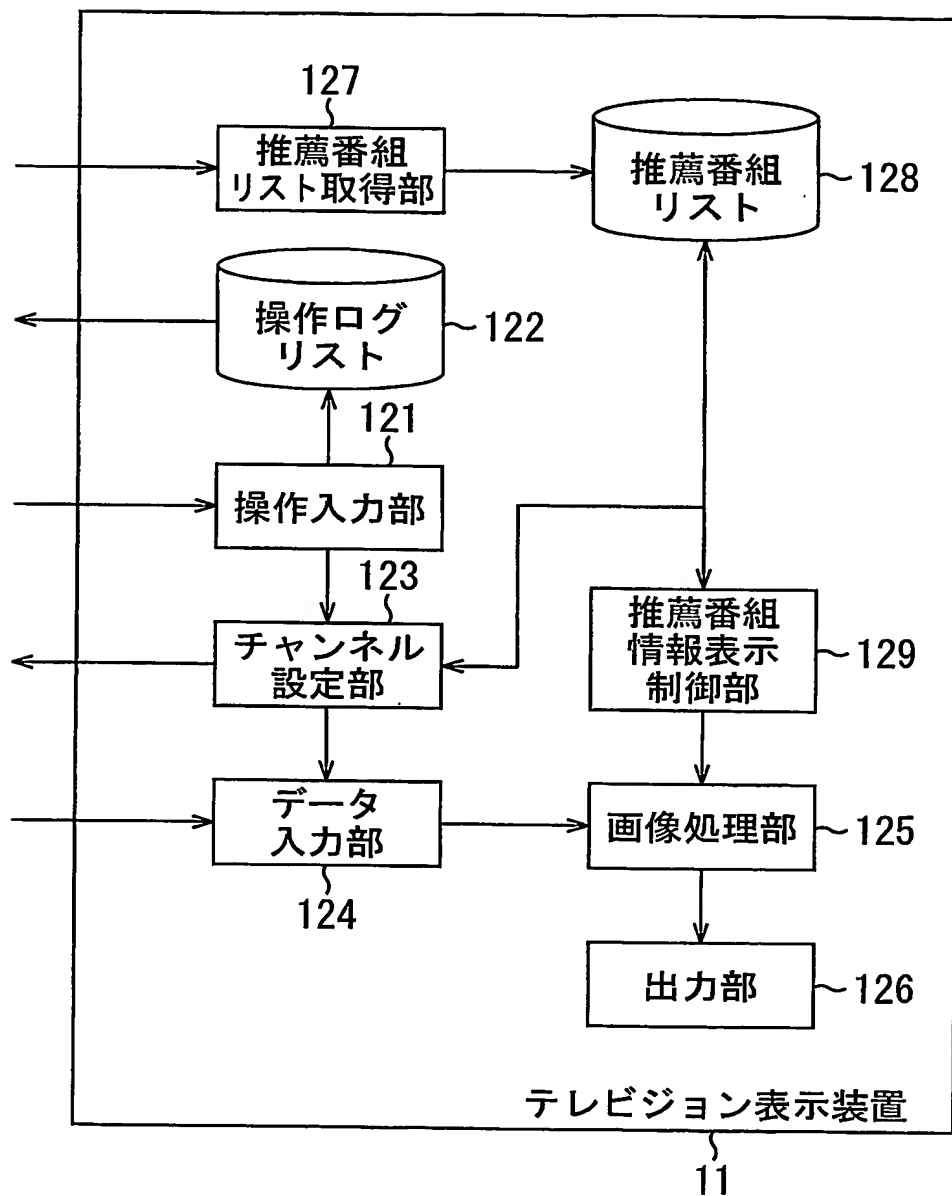 127
推薦番組
リスト取得部
推薦番組
リスト
128
操作ログ
リスト
122
121
操作入力部
123
チャンネル
設定部
推薦番組
情報表示
制御部
129
データ
入力部
124
画像処理部
125
出力部
126
テレビジョン表示装置
11